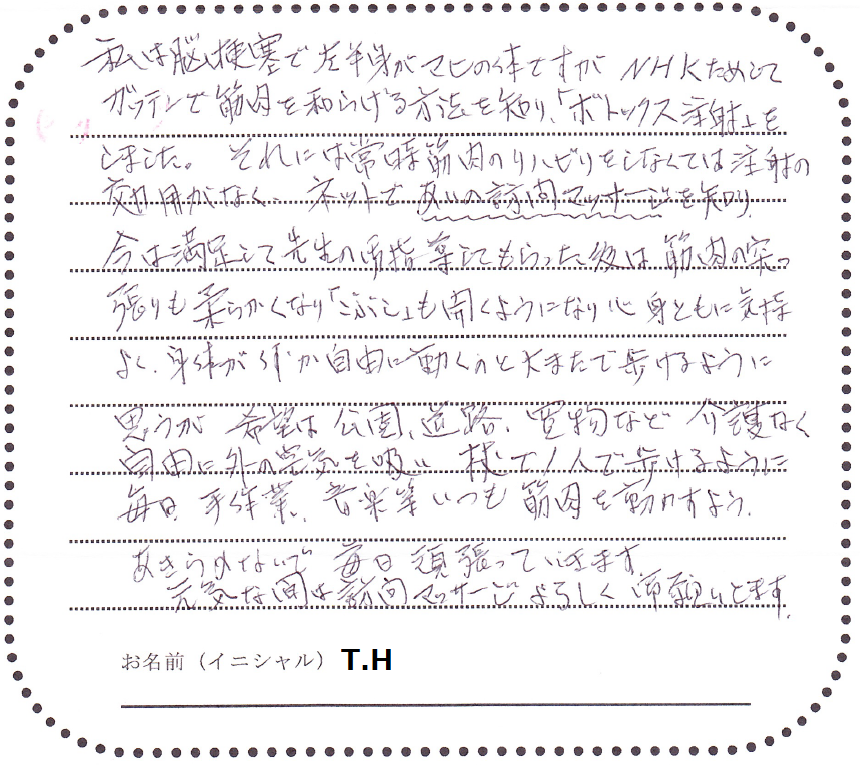 私は脳梗塞で左半身がマヒの体ですが NHKためして
ガッテンで筋肉を和らげる方法を知り、「ボトックス注射」を
しました。それには常時筋肉のリハビリをしなくては注射の
効用がなく、ネットで の訪問マッサージを知り、
今は満足して先生の御指導してもらった後は筋肉の突っ
張りも柔らかくなり「こぶし」も開くようになり心身ともに気持
よく、身体が 自由に動くのと大またで歩けるように
思うが 希望は公園、道路、買物など 介護なく
自由に外の空気を吸い 杖で1人で歩けるように
毎日 手作業、音楽等いつも筋肉を動かすよう、
あきらめないで 毎日頑張っていきます。
元気な間は訪問マッサージよろしく御願いします。
お名前（イニシャル） T.H